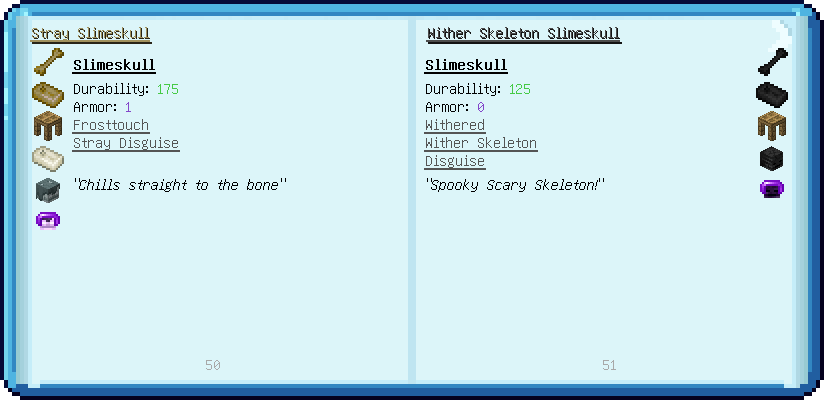 Stray Slimeskull
Slimeskull
Durability: 175
Armor: 1
Frosttouch
Stray Disguise
"Chills straight to the bone"
50
Wither Skeleton Slimeskull
Slimeskull
Durability: 125
Armor: 0
Withered
Wither Skeleton
Disguise
"Spooky Scary Skeleton!"
51